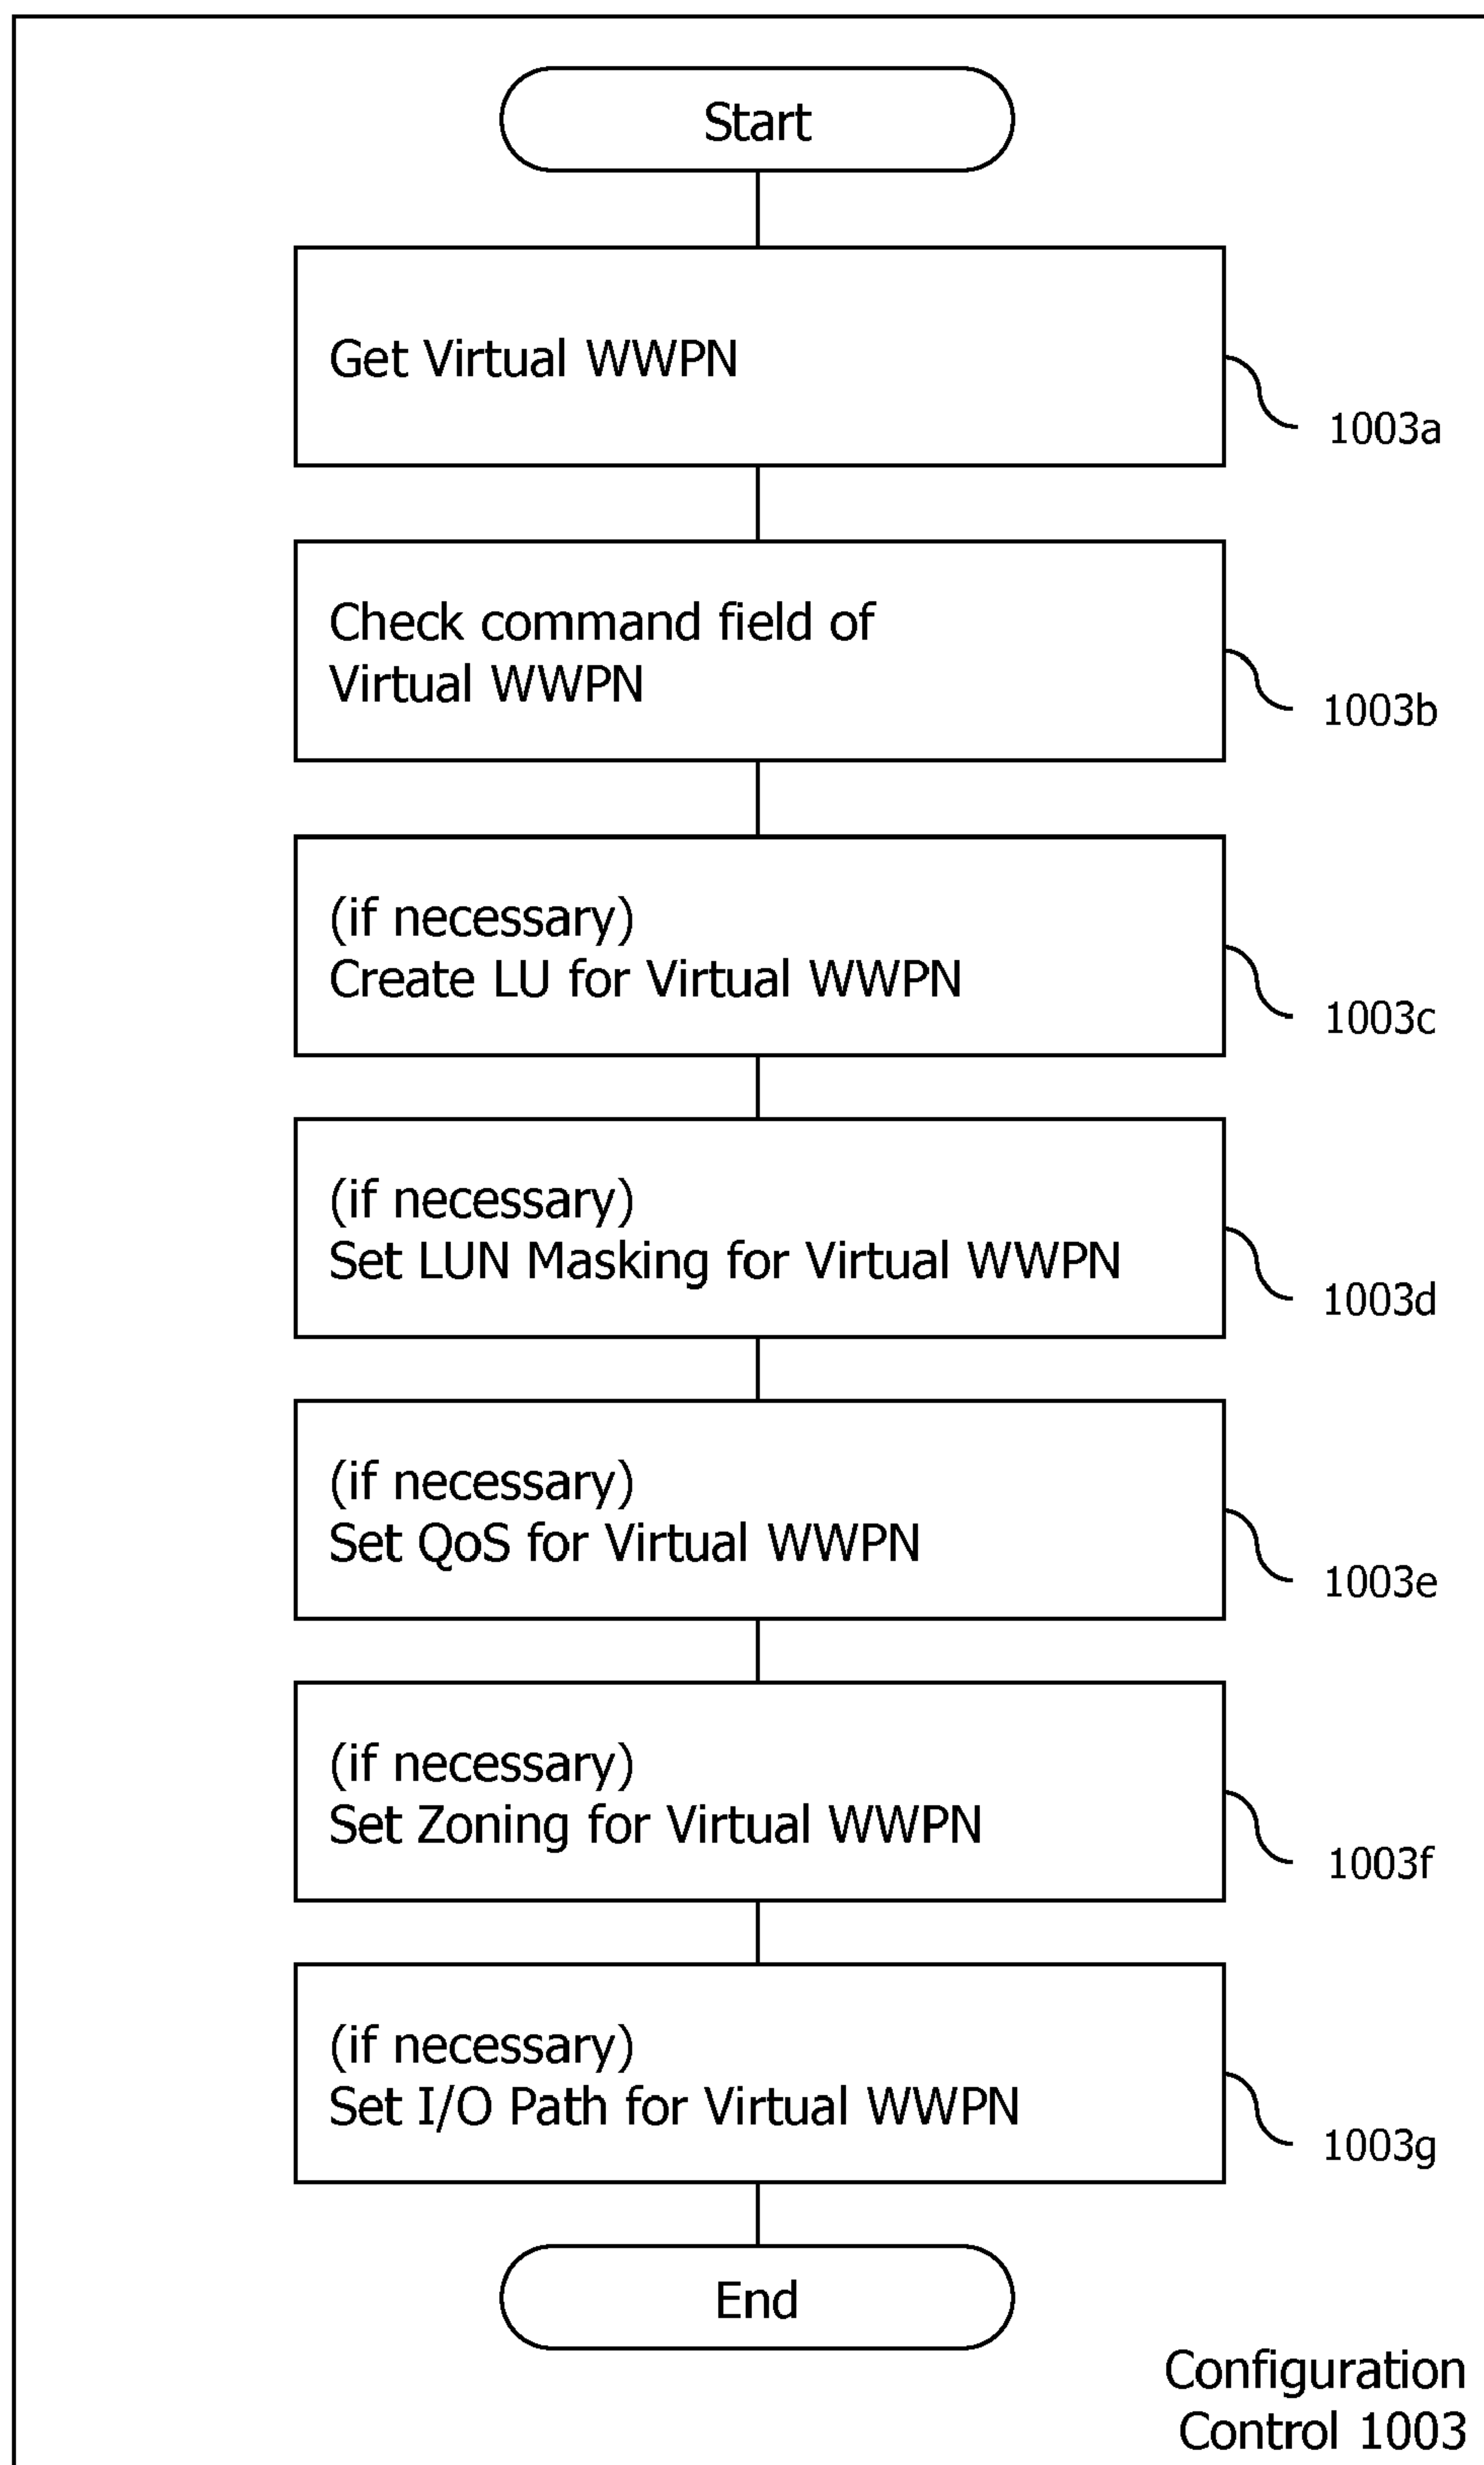 Start
Get Virtual WWPN
1003a
Check command field of
Virtual WWPN
1003b
(if necessary)
Create LU for Virtual WWPN
1003c
(if necessary)
Set LUN Masking for Virtual WWPN
1003d
(if necessary)
Set QoS for Virtual WWPN
1003e
(if necessary)
Set Zoning for Virtual WWPN
1003f
(if necessary)
Set I/O Path for Virtual WWPN
1003g
End
Configuration
Control 1003